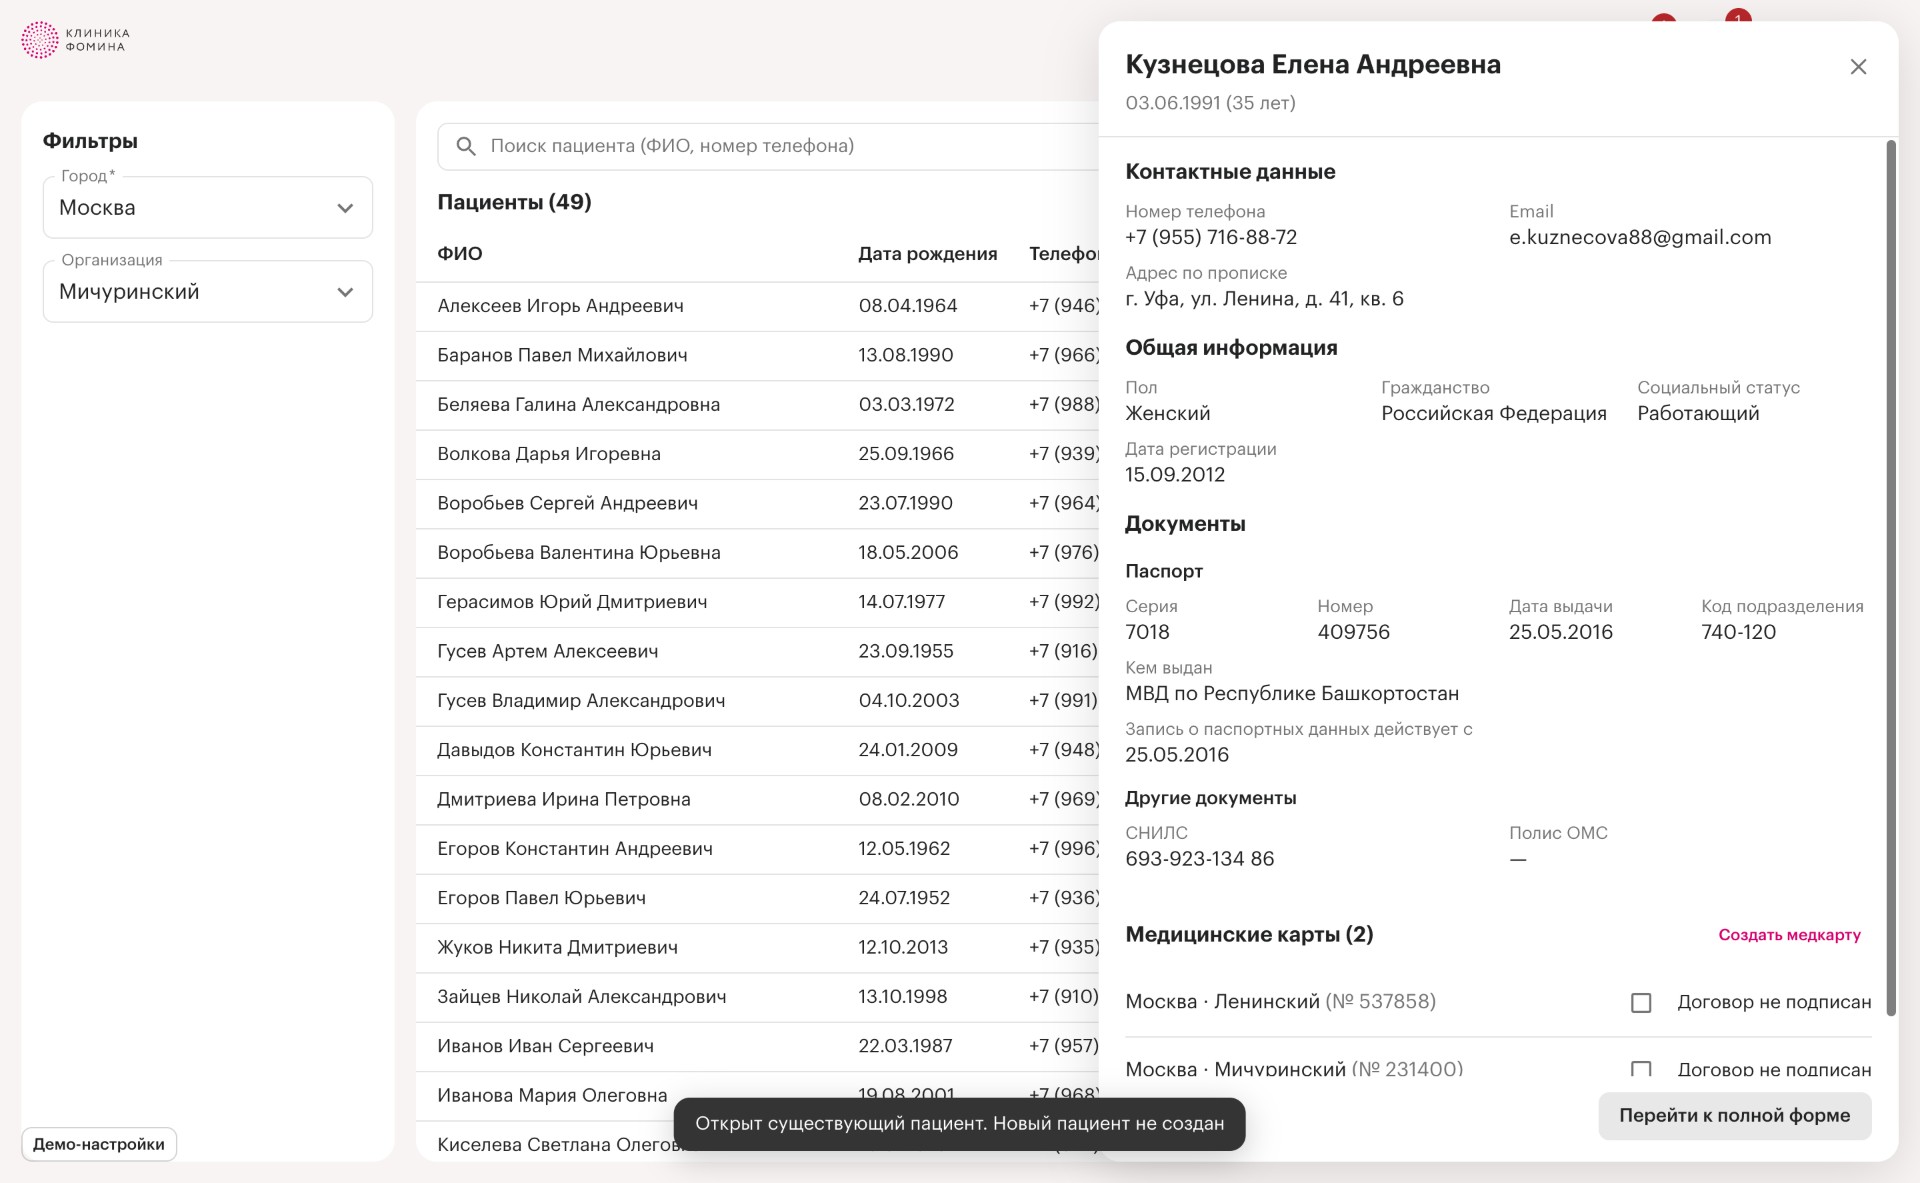 КЛИНИКА
ФОМИНА
Фильтры
Город*
Москва
Организация
Мичуринский
Демо-настройки
Поиск пациента (ФИО, номер телефона)
Пациенты (49)
ФИО Дата рождения
Алексеев Игорь Андреевич 08.04.1964 +7 (946)
Баранов Павел Михайлович 13.08.1990 +7 (966)
Беляева Галина Александровна 03.03.1972 +7 (988)
Волкова Дарья Игоревна 25.09.1966 +7 (939)
Воробьев Сергей Андреевич 23.07.1990 +7 (964)
Воробьева Валентина Юрьевна 18.05.2006 +7 (976)
Герасимов Юрий Дмитриевич 14.07.1977 +7 (992)
Гусев Артем Алексеевич 23.09.1955 +7 (916)
Гусев Владимир Александрович 04.10.2003 +7 (991)
Давыдов Константин Юрьевич 24.01.2009 +7 (948)
Дмитриева Ирина Петровна 08.02.2010 +7 (969)
Егоров Константин Андреевич 12.05.1962 +7 (996)
Егоров Павел Юрьевич 24.07.1952 +7 (936)
Жуков Никита Дмитриевич 12.10.2013 +7 (935)
Зайцев Николай Александрович 13.10.1998 +7 (910)
Иванов Иван Сергеевич 22.03.1987 +7 (957)
Иванова Мария Олеговна 19.08.2001 +7 (968)
Киселева Светлана
Кузнецова Елена Андреевна
03.06.1991 (35 лет)
Контактные данные
Номер телефона Email
+7 (955) 716-88-72 e.kuznecova88@gmail.com
Адрес по прописке
г. Уфа, ул. Ленина, д. 41, кв. 6
Общая информация
Пол Гражданство Социальный статус
Женский Российская Федерация Работающий
Дата регистрации
15.09.2012
Документы
Паспорт
Серия Номер Дата выдачи Код подразделения
7018 409756 25.05.2016 740-120
Кем выдан
МВД по Республике Башкортостан
Запись о паспортных данных действует с
25.05.2016
Другие документы
СНИЛС Полис ОМС
693-923-134 86 —
Медицинские карты (2) Создать медкарту
Москва · Ленинский (№ 537858) Договор не подписан
Москва · Мичуринский (№ 231400) Договор не подписан
Перейти к полной форме
Открыт существующий пациент. Новый пациент не создан